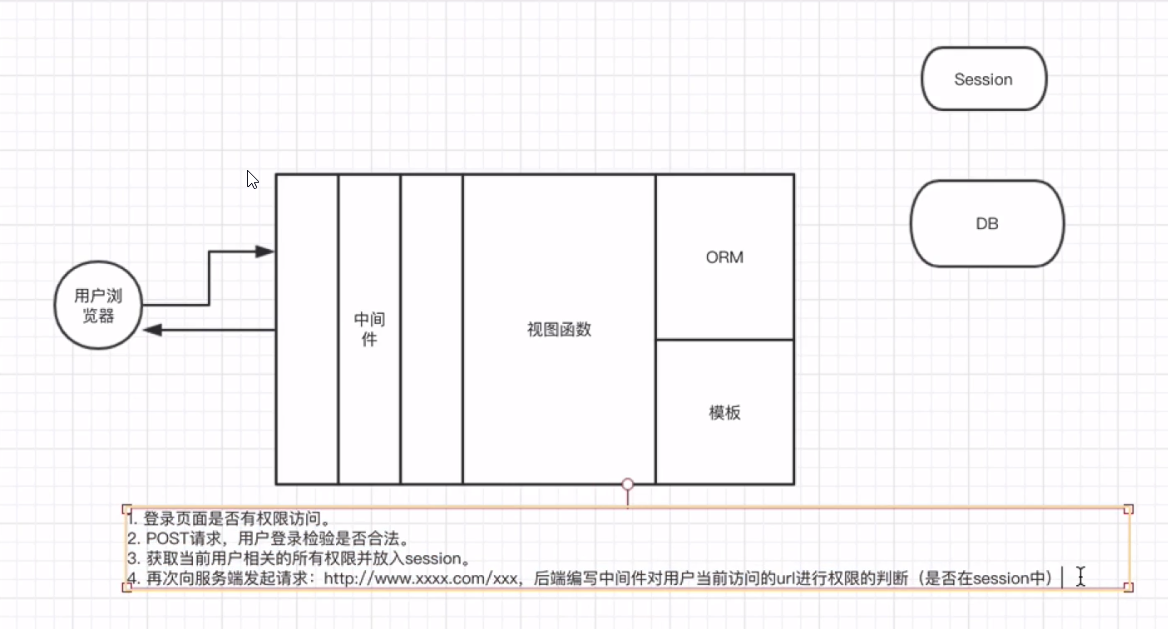 Session
DB
用户浏
览器
中间
件
视图函数
ORM
模板
1. 登录页面是否有权限访问。
2. POST请求，用户登录检验是否合法。
3. 获取当前用户相关的所有权限并放入session。
4. 再次向服务端发起请求：http://www.xxxx.com/xxx，后端编写中间件对用户当前访问的url进行权限的判断（是否在session中）